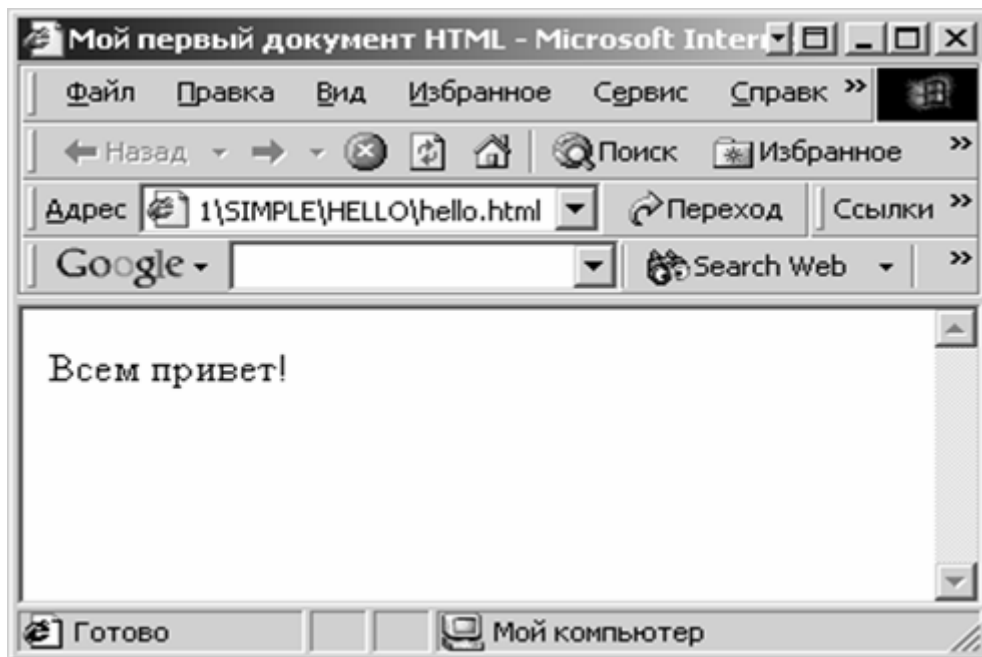 Мой первый документ HTML - Microsoft Inter
Файл Правка Вид Избранное Сервис Справк »
Назад Поиск Избранное »
Адрес 1\SIMPLE\HELLO\hello.html Переход Ссылки »
Google Search Web »
Всем привет!
Готово Мой компьютер